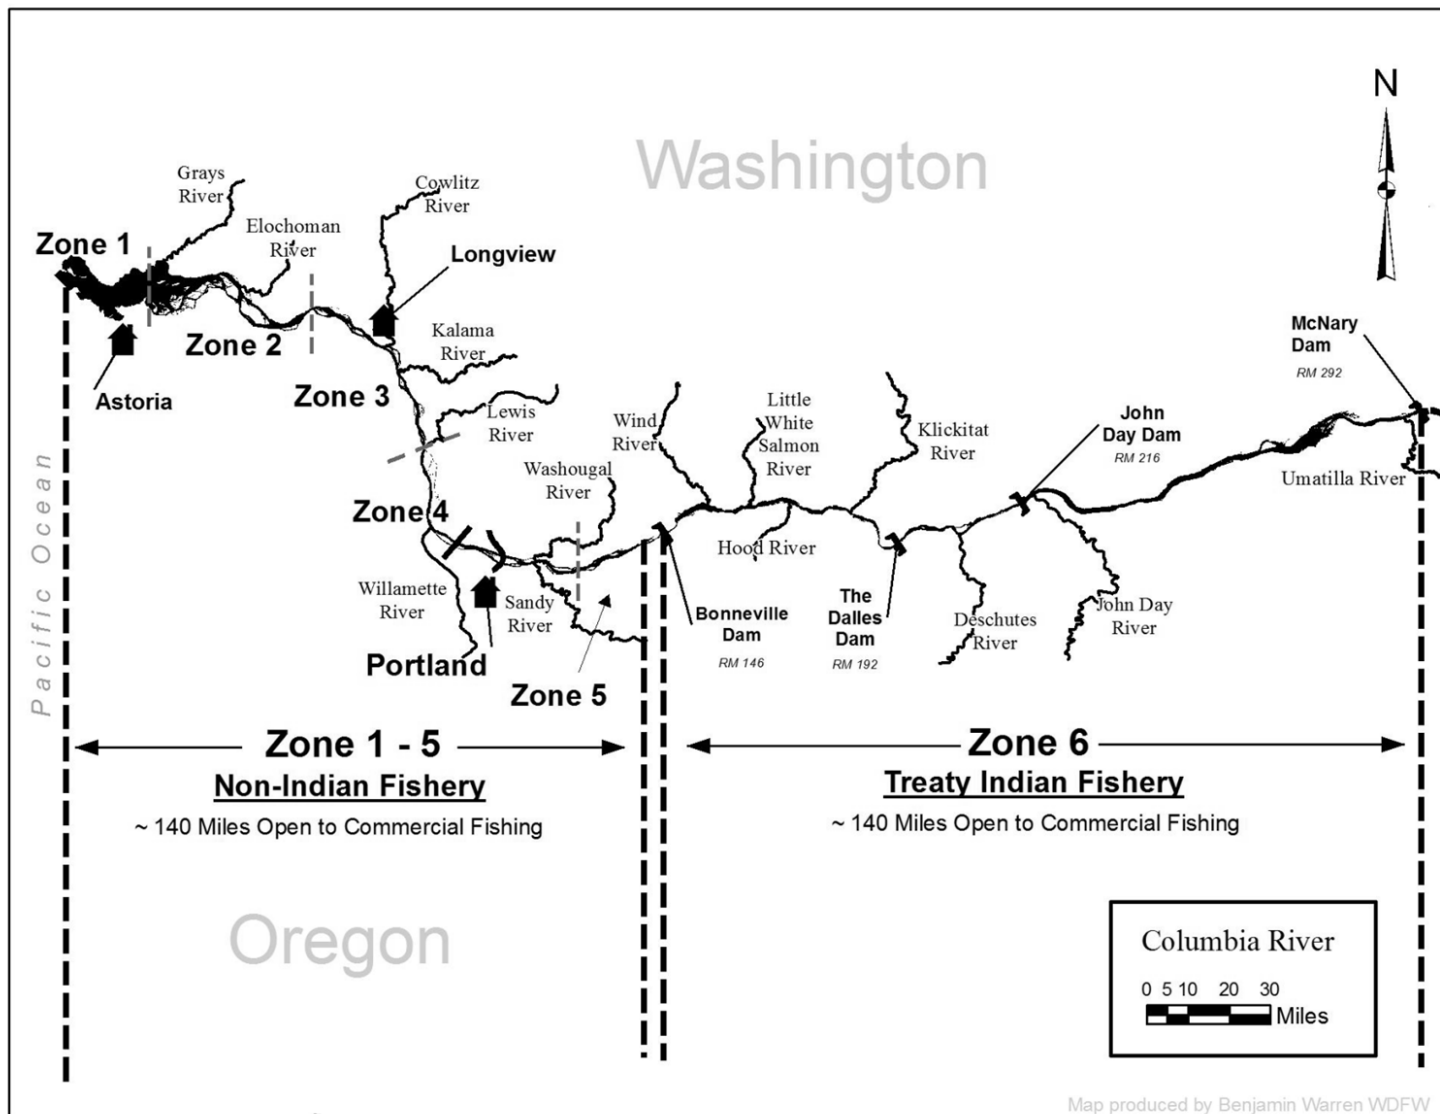 N
Washington
Grays
River
Cowlitz
River
Elochoman
River
Zone 1
Longview
Zone 2
Kalama
River
McNary
Dam
RM 292
Astoria
Zone 3
Lewis
River
Wind
River
Little
White
Salmon
River
Klickitat
River
John
Day Dam
RM 216
Umatilla River
Washougal
River
Zone 4
Pacific Ocean
Hood River
Willamette
River
Sandy
River
Bonneville
Dam
RM 146
The
Dalles
Dam
RM 192
Deschutes
River
John Day
River
Portland
Zone 5
Zone 1 - 5
Non-Indian Fishery
~ 140 Miles Open to Commercial Fishing
Zone 6
Treaty Indian Fishery
~ 140 Miles Open to Commercial Fishing
Oregon
Columbia River
0 5 10 20 30
Miles
Map produced by Benjamin Warren WDFW